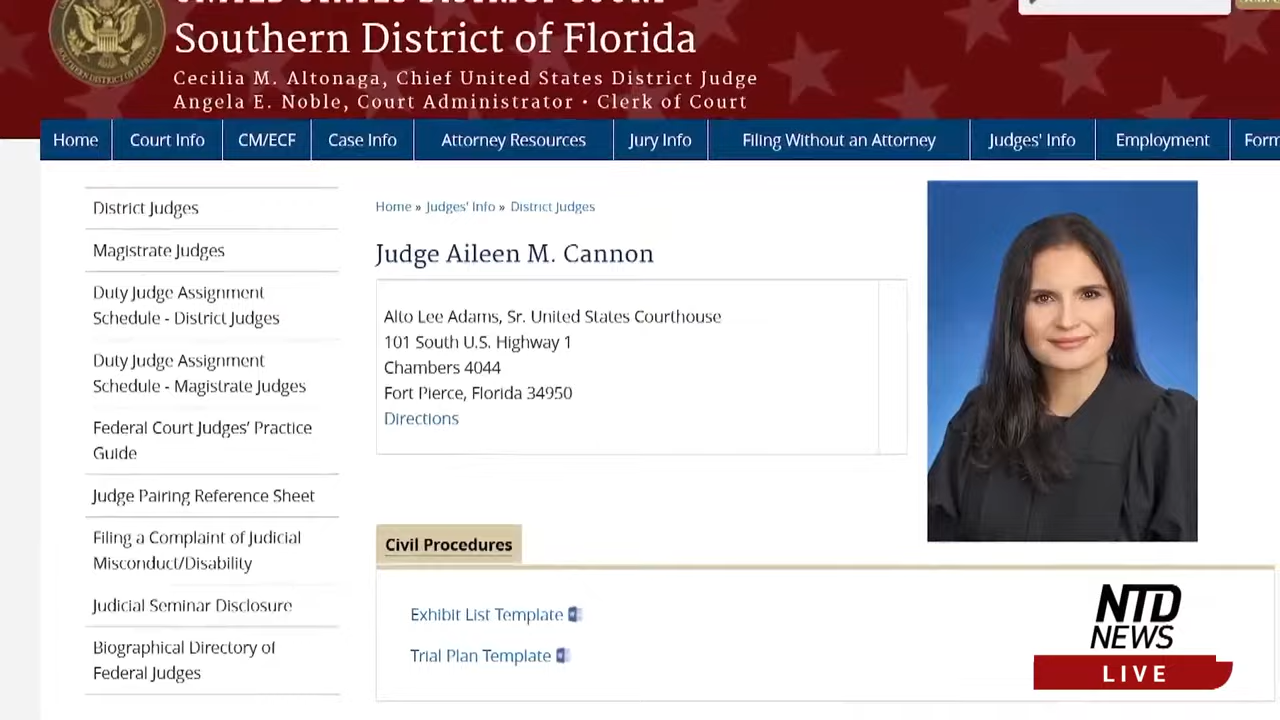 UNITED STATES DISTRICT COURT
Southern District of Florida
Cecilia M. Altonaga, Chief United States District Judge
Angela E. Noble, Court Administrator • Clerk of Court
Home
Court Info
CM/ECF
Case Info
Attorney Resources
Jury Info
Filing Without an Attorney
Judges' Info
Employment
Form
District Judges
Magistrate Judges
Duty Judge Assignment
Schedule - District Judges
Duty Judge Assignment
Schedule - Magistrate Judges
Federal Court Judges’ Practice
Guide
Judge Pairing Reference Sheet
Filing a Complaint of Judicial
Misconduct/Disability
Judicial Seminar Disclosure
Biographical Directory of
Federal Judges
Home » Judges' Info » District Judges
Judge Aileen M. Cannon
Alto Lee Adams, Sr. United States Courthouse
101 South U.S. Highway 1
Chambers 4044
Fort Pierce, Florida 34950
Directions
Civil Procedures
Exhibit List Template
Trial Plan Template
NTD
NEWS
LIVE